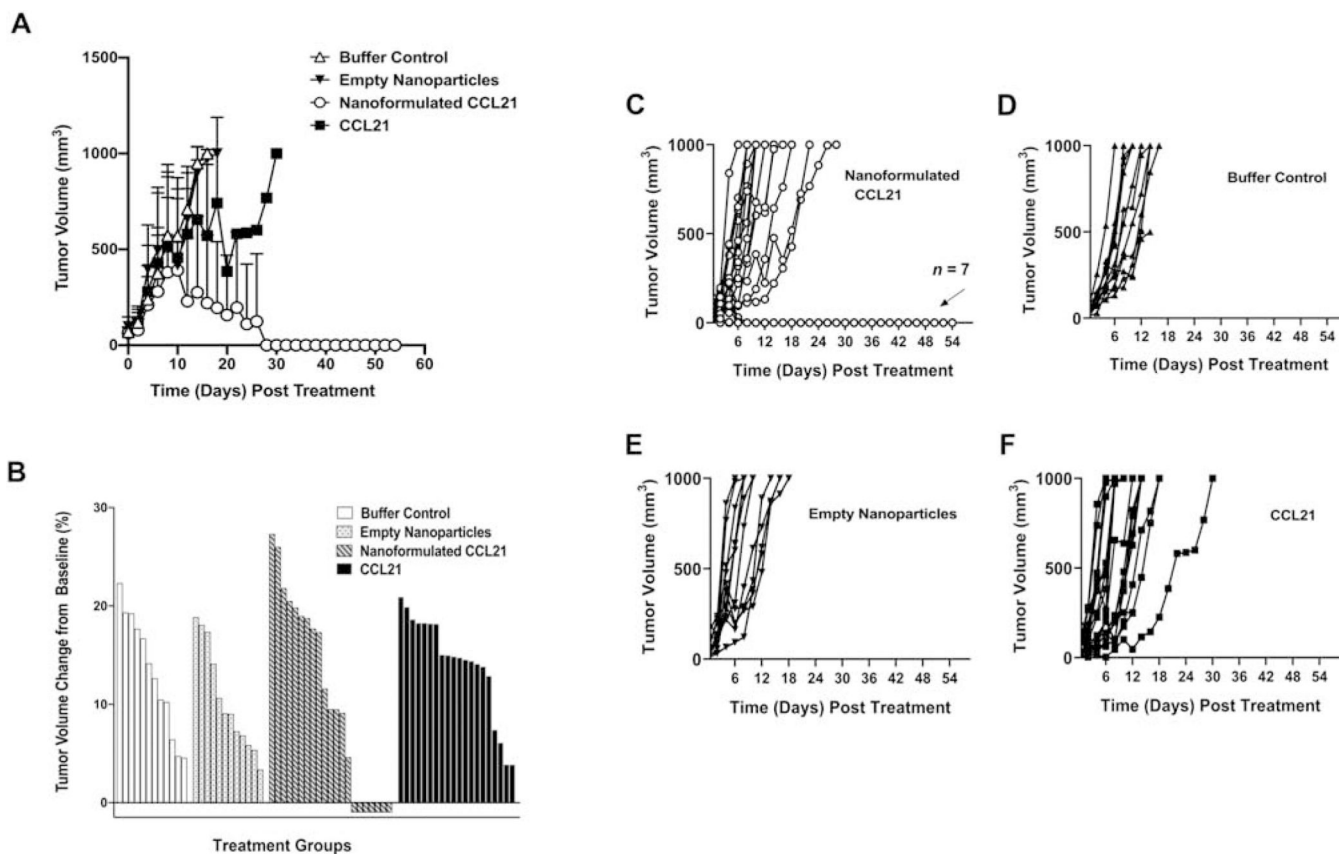 A
1500
1000
500
0
0 10 20 30 40 50 60
Tumor Volume (mm³)
Time (Days) Post Treatment
Buffer Control
Empty Nanoparticles
Nanoformulated CCL21
CCL21
B
30
20
10
0
Tumor Volume Change from Baseline (%)
Treatment Groups
Buffer Control
Empty Nanoparticles
Nanoformulated CCL21
CCL21
C
1000
500
0
Tumor Volume (mm³)
6 12 18 24 30 36 42 48 54
Time (Days) Post Treatment
Nanoformulated
CCL21
n = 7
D
1000
500
0
Tumor Volume (mm³)
6 12 18 24 30 36 42 48 54
Time (Days) Post Treatment
Buffer Control
E
1000
500
0
Tumor Volume (mm³)
6 12 18 24 30 36 42 48 54
Time (Days) Post Treatment
Empty Nanoparticles
F
1000
500
0
Tumor Volume (mm³)
6 12 18 24 30 36 42 48 54
Time (Days) Post Treatment
CCL21